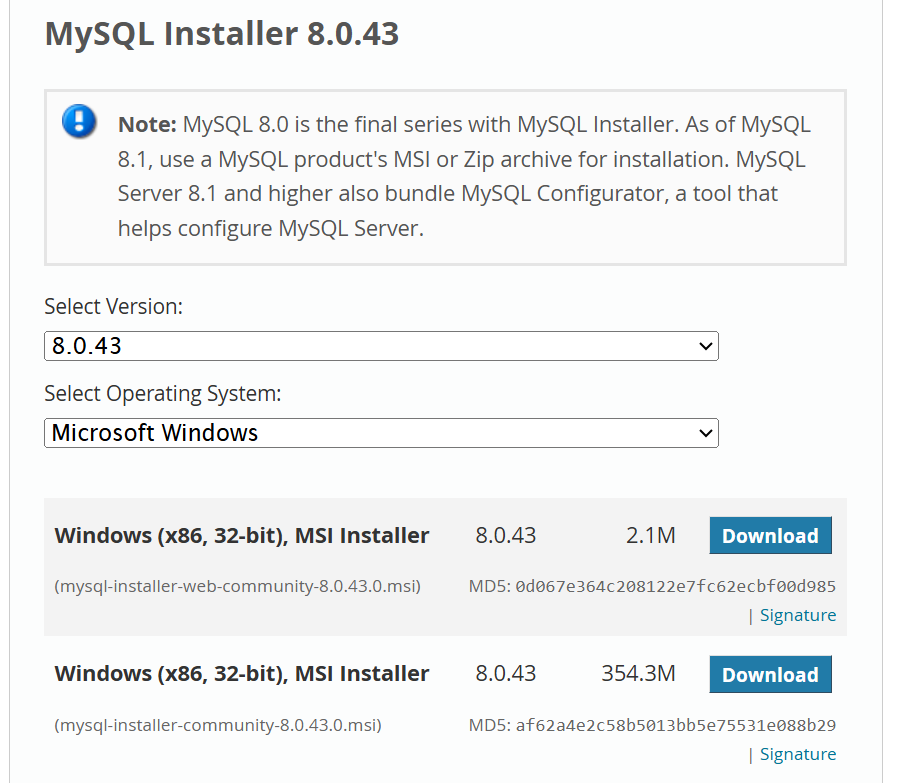 MySQL Installer 8.0.43
Note: MySQL 8.0 is the final series with MySQL Installer. As of MySQL
8.1, use a MySQL product's MSI or Zip archive for installation. MySQL
Server 8.1 and higher also bundle MySQL Configurator, a tool that
helps configure MySQL Server.
Select Version:
8.0.43
Select Operating System:
Microsoft Windows
Windows (x86, 32-bit), MSI Installer 8.0.43 2.1M Download
(mysql-installer-web-community-8.0.43.0.msi) MD5: 0d067e364c208122e7fc62ecbf00d985
| Signature
Windows (x86, 32-bit), MSI Installer 8.0.43 354.3M Download
(mysql-installer-community-8.0.43.0.msi) MD5: af62a4e2c58b5013bb5e75531e088b29
| Signature